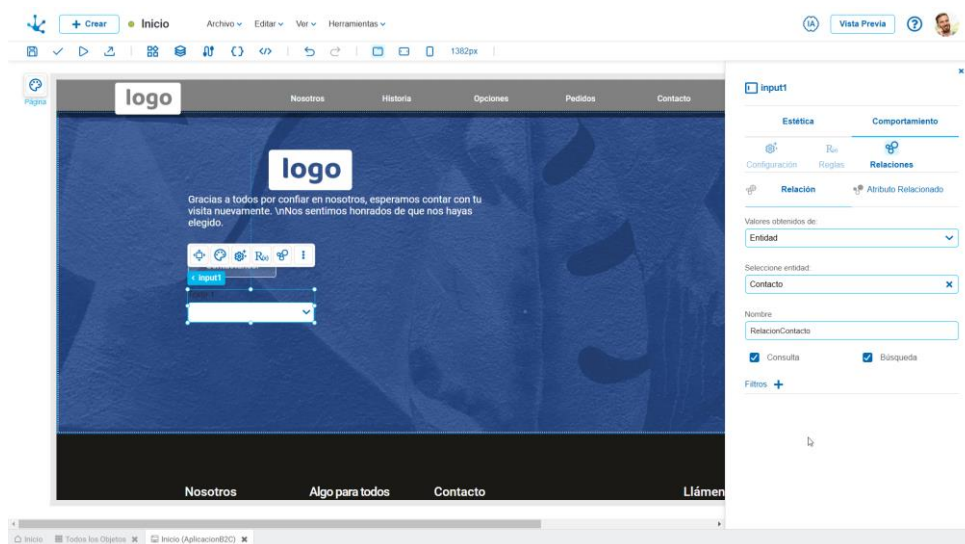 + Crear
Inicio
Archivo
Editar
Ver
Herramientas
IA
Vista Previa
?
1382px
Página
logo
Nosotros
Historia
Opciones
Pedidos
Contacto
logo
Gracias a todos por confiar en nosotros, esperamos contar con tu
visita nuevamente. \nNos sentimos honrados de que nos hayas
elegido.
< input1
Nosotros
Algo para todos
Contacto
Llámen
input1
Estética
Comportamiento
Configuración
Reglas
Relaciones
Relación
Atributo Relacionado
Valores obtenidos de:
Entidad
Seleccione entidad
Contacto
Nombre
RelacionContacto
Consulta
Búsqueda
Filtros +
Inicio
Todos los Objetos
Inicio (AplicacionB2C)